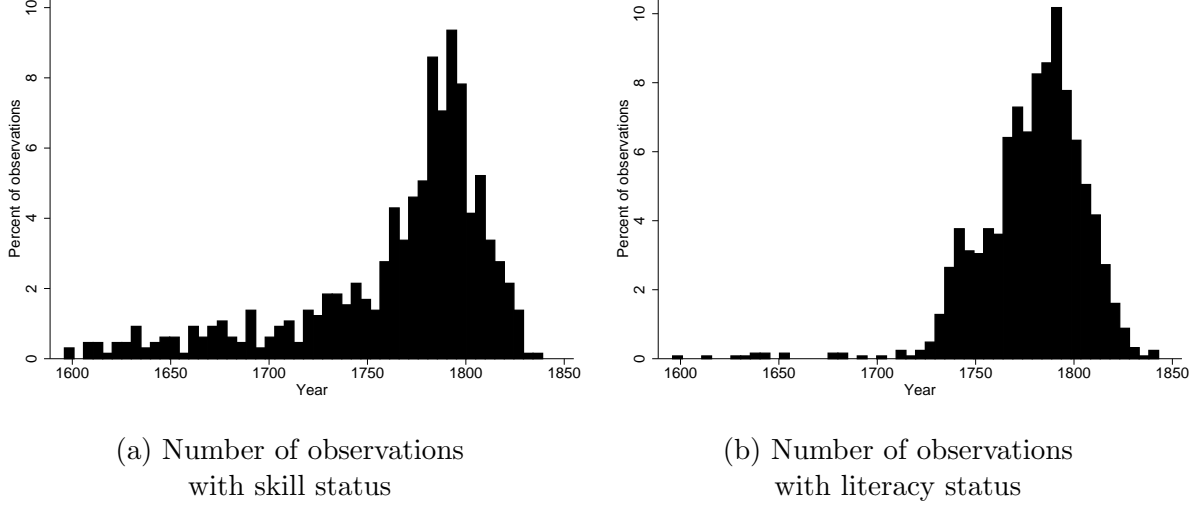 10
8
6
4
2
0
Percent of observations
1600 1650 1700 1750 1800 1850
Year
(a) Number of observations
with skill status
10
8
6
4
2
0
Percent of observations
1600 1650 1700 1750 1800 1850
Year
(b) Number of observations
with literacy status